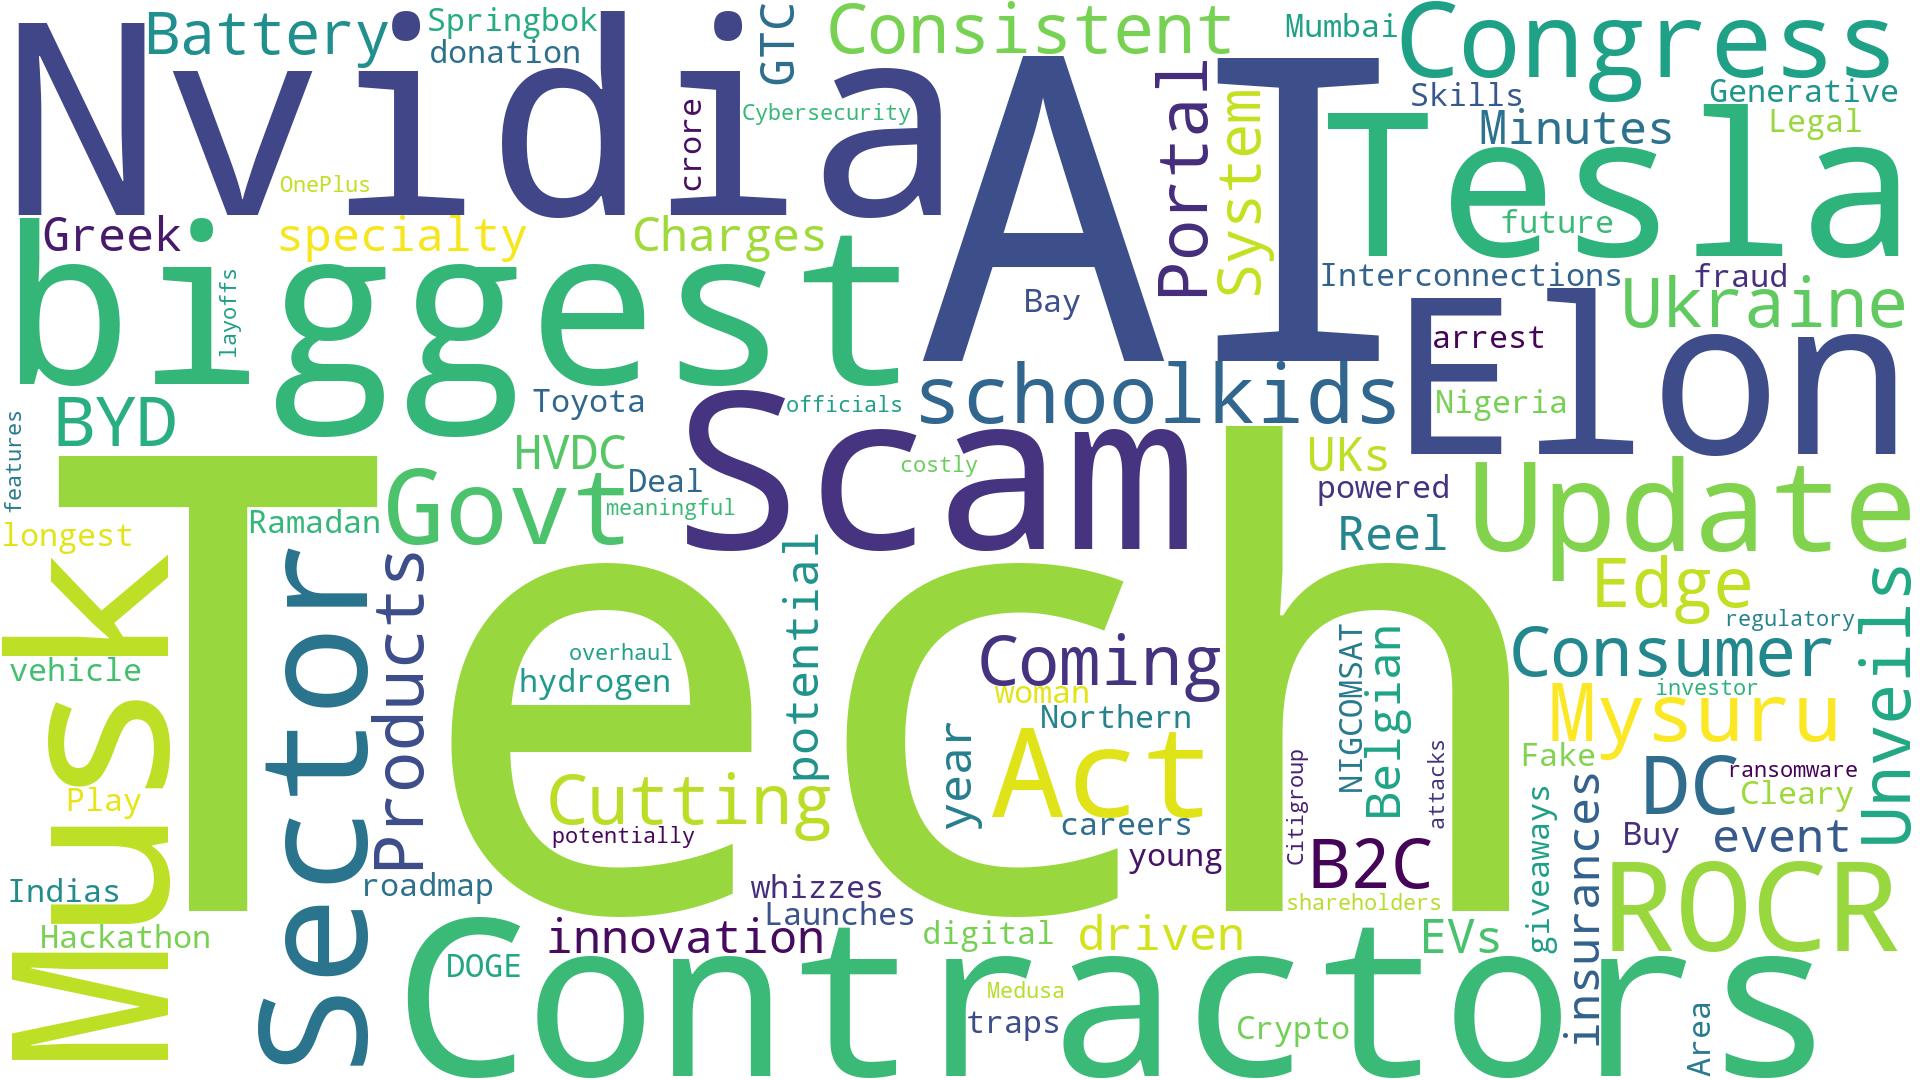 Nvidia
Battery
Springbok
donation
GTC
Consistent
Mumbai
Congress
Cybersecurity
crore
OnePlus
AI
Portal
System
Skills
Generative
Minutes
Legal
Tesla
future
Greek
specialty
Charges
biggest
layoffs
Bay
Interconnections
fraud
Ukraine
Elon
arrest
Nigeria
schoolkids
BYD
Toyota
officials
features
HVDC
Deal
Scam
costly
UKs
powered
Update
Govt
meaningful
Ramadan
longest
Reel
Tech
Musk
Sector
Products
potential
Edge
Unveils
regulatory
Consumer
vehicle
overhaul
hydrogen
Coming
woman
Northern
NIGCOMSAT
Belgian
investor
Mysuru
Act
year
Cutting
Play
potentially
careers
young
Citigroup
attacks
Fake
DC
ransomware
Cleary
Buy
event
B2C
giveaways
insurances
Indias
roadmap
whizzes
Launches
shareholders
ROCR
Hackathon
innovation
digital
driven
EVs
DOGE
Contractors
Medusa
traps
Crypto
Area